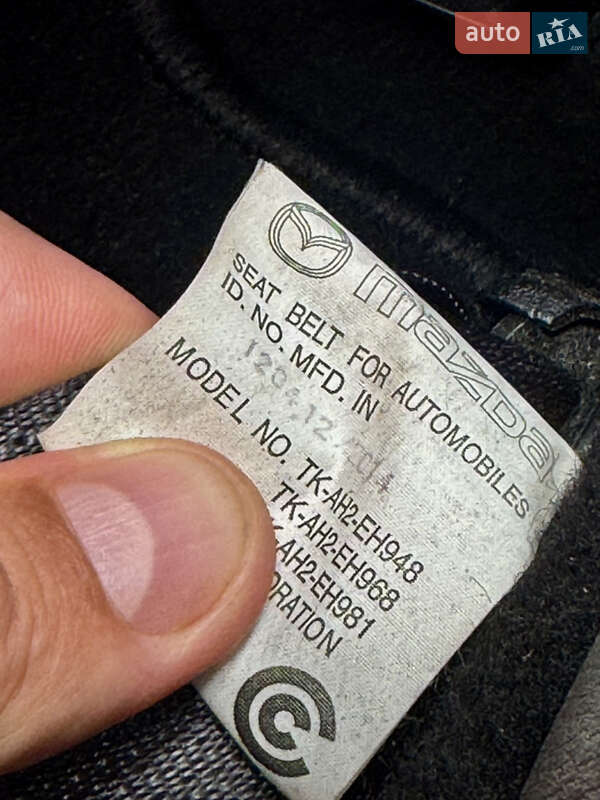 auto RIA
.com
mazda
SEAT BELT FOR AUTOMOBILES
ID. NO. MFD. IN
MODEL NO. TK-AH2-EH948
TK-AH2-EH968
-AH2-EH981
ORATION